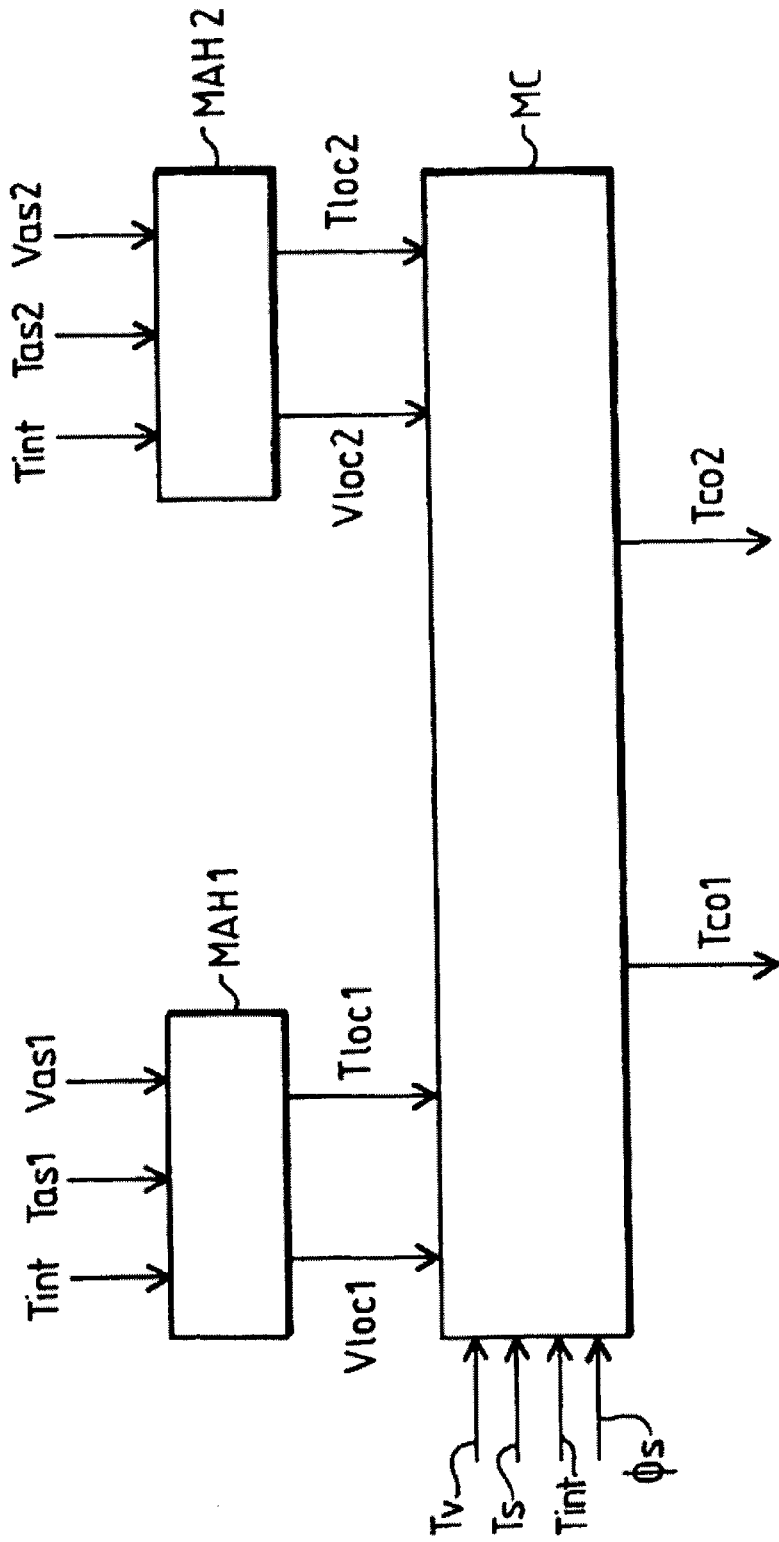 Tint Tas1 Vas1
MAH1
Tint Tas2 Vas2
MAH2
Vloc1 Tloc1
Vloc2 Tloc2
MC
Tv
Ts
Tint
Φs
Tco1
Tco2